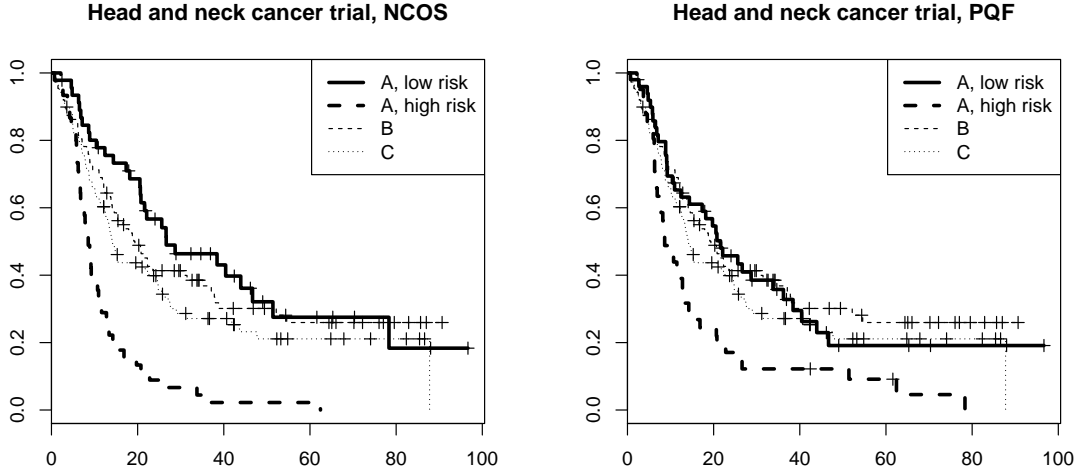 Head and neck cancer trial, NCOS
1.0
0.8
0.6
0.4
0.2
0.0
A, low risk
A, high risk
B
C
0 20 40 60 80 100
Head and neck cancer trial, PQF
1.0
0.8
0.6
0.4
0.2
0.0
A, low risk
A, high risk
B
C
0 20 40 60 80 100